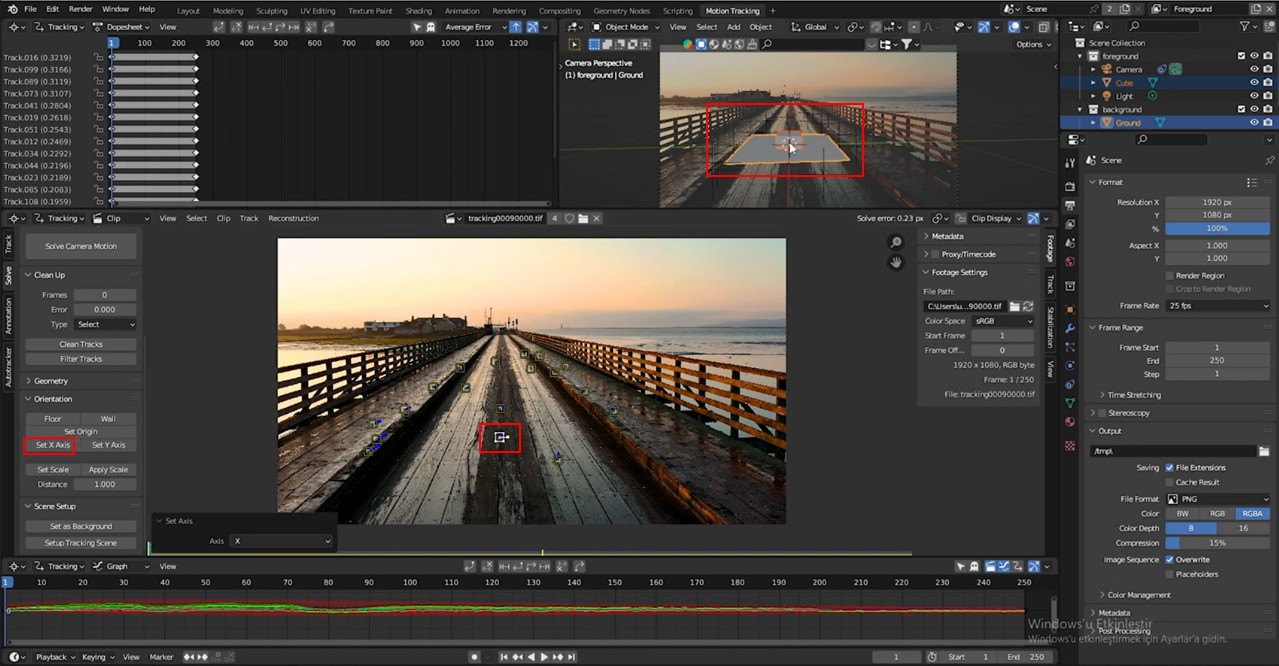 File Edit Render Window Help Layout Modeling Sculpting UV Editing Texture Paint Shading Animation Rendering Compositing Geometry Nodes Scripting Motion Tracking + Scene 2 Foreground
Tracking Dopesheet View Average Error
1 100 200 300 400 500 600 700 800 900 1000 1100 1200
Track.016 (0.3219)
Track.099 (0.3166)
Track.089 (0.3119)
Track.073 (0.3107)
Track.041 (0.2804)
Track.019 (0.2618)
Track.051 (0.2543)
Track.012 (0.2469)
Track.034 (0.2292)
Track.044 (0.2196)
Track.023 (0.2189)
Track.085 (0.2083)
Track.108 (0.1959)
Object Mode View Select Add Object Global
Options
Camera Perspective
(1) foreground | Ground
Scene Collection
foreground
Camera
Cube
Light
background
Ground
Scene
Format
Resolution X 1920 px
Y 1080 px
% 100%
Aspect X 1.000
Y 1.000
Render Region
Crop to Render Region
Frame Rate 25 fps
Frame Range
Frame Start 1
End 250
Step 1
Time Stretching
Stereoscopy
Output
/tmp\
Saving File Extensions
Cache Result
File Format PNG
Color BW RGB RGBA
Color Depth 8 16
Compression 15%
Image Sequence Overwrite
Placeholders
Color Management
Metadata
Post Processing
Tracking Clip View Select Clip Track Reconstruction tracking00090000.tif 4 Solve error: 0.23 px Clip Display
Track
Solve
Annotation
Autotracker
Solve Camera Motion
Clean Up
Frames 0
Error 0.000
Type Select
Clean Tracks
Filter Tracks
Geometry
Orientation
Floor Wall
Set Origin
Set X Axis Set Y Axis
Set Scale Apply Scale
Distance 1.000
Scene Setup
Set as Background
Setup Tracking Scene
Set Axis
Axis X
Metadata
Proxy/Timecode
Footage Settings
File Path:
C:\Users\u...90000.tif
Color Space sRGB
Start Frame 1
Frame Off... 0
1920 x 1080, RGB byte
Frame: 1 / 250
File: tracking00090000.tif
Footage
Track
Stabilization
View
Tracking Graph View
1 10 20 30 40 50 60 70 80 90 100 110 120 130 140 150 160 170 180 190 200 210 220 230 240 250
Windows'u Etkinleştir
Windows'u etkinleştirmek için Ayarlar'a gidin.
Playback Keying View Marker 1 Start 1 End 250